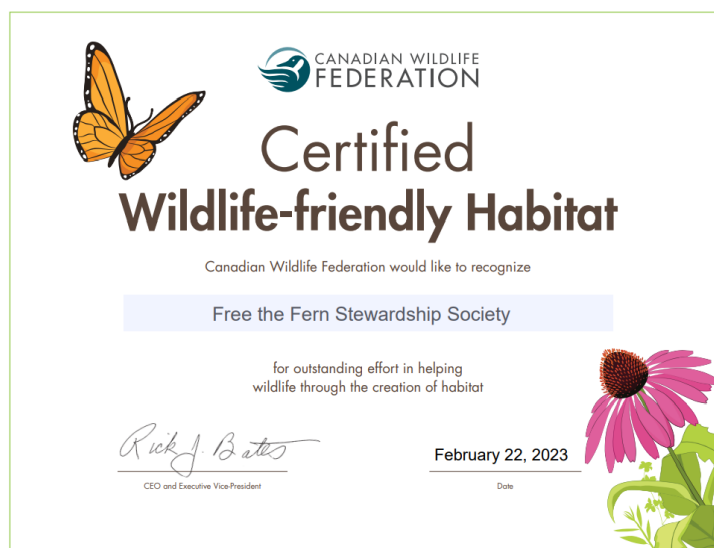 CANADIAN WILDLIFE
FEDERATION
Certified
Wildlife-friendly Habitat
Canadian Wildlife Federation would like to recognize
Free the Fern Stewardship Society
for outstanding effort in helping
wildlife through the creation of habitat
Rick J. Bates
February 22, 2023
CEO and Executive Vice-President
Date